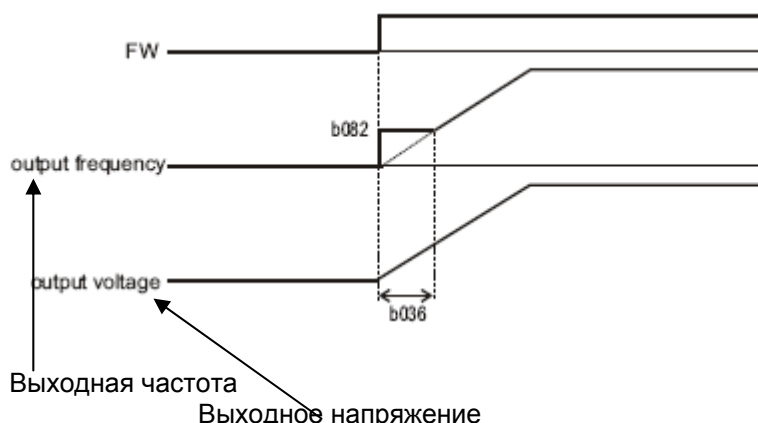 FW
b082
output frequency
output voltage
b036
Выходная частота
Выходное напряжение